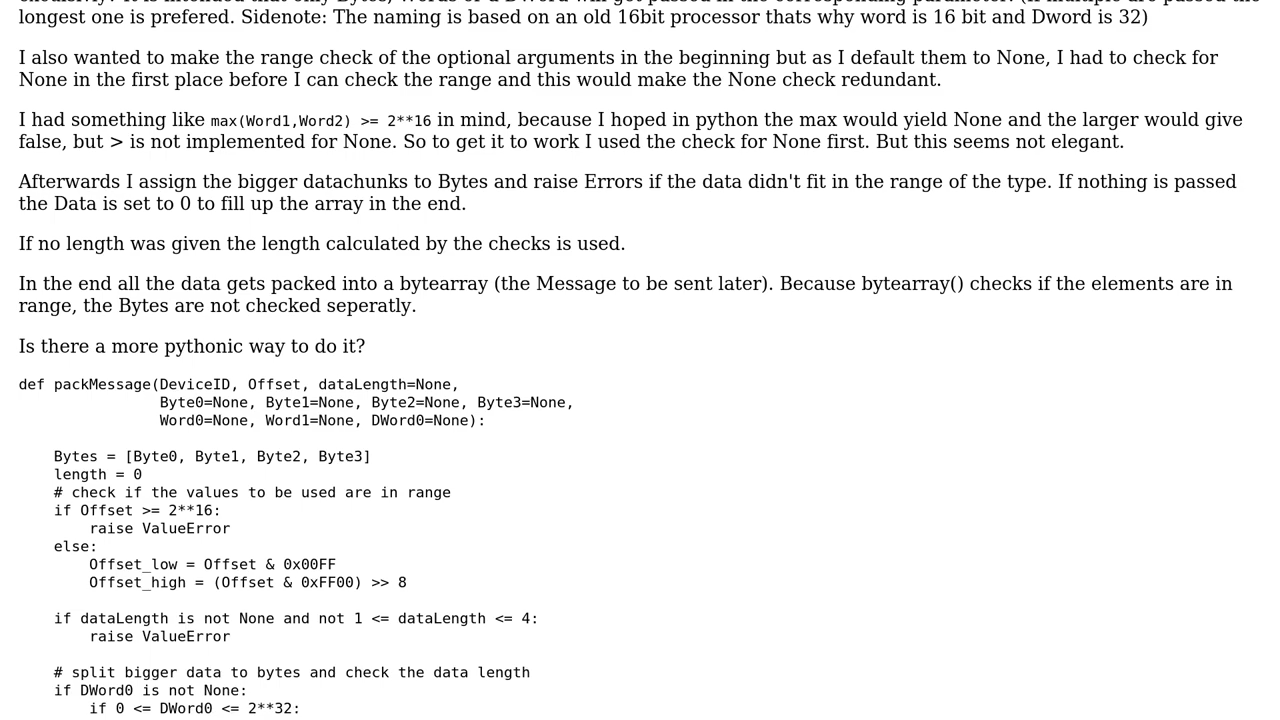 longest one is prefered. Sidenote: The naming is based on an old 16bit processor thats why word is 16 bit and Dword is 32)
I also wanted to make the range check of the optional arguments in the beginning but as I default them to None, I had to check for
None in the first place before I can check the range and this would make the None check redundant.
I had something like max(Word1,Word2) >= 2**16 in mind, because I hoped in python the max would yield None and the larger would give
false, but > is not implemented for None. So to get it to work I used the check for None first. But this seems not elegant.
Afterwards I assign the bigger datachunks to Bytes and raise Errors if the data didn't fit in the range of the type. If nothing is passed
the Data is set to 0 to fill up the array in the end.
If no length was given the length calculated by the checks is used.
In the end all the data gets packed into a bytearray (the Message to be sent later). Because bytearray() checks if the elements are in
range, the Bytes are not checked seperatly.
Is there a more pythonic way to do it?
def packMessage(DeviceID, Offset, dataLength=None,
                Byte0=None, Byte1=None, Byte2=None, Byte3=None,
                Word0=None, Word1=None, DWord0=None):
    Bytes = [Byte0, Byte1, Byte2, Byte3]
    length = 0
    # check if the values to be used are in range
    if Offset >= 2**16:
        raise ValueError
    else:
        Offset_low = Offset & 0x00FF
        Offset_high = (Offset & 0xFF00) >> 8
    if dataLength is not None and not 1 <= dataLength <= 4:
        raise ValueError
    # split bigger data to bytes and check the data length
    if DWord0 is not None:
        if 0 <= DWord0 <= 2**32: